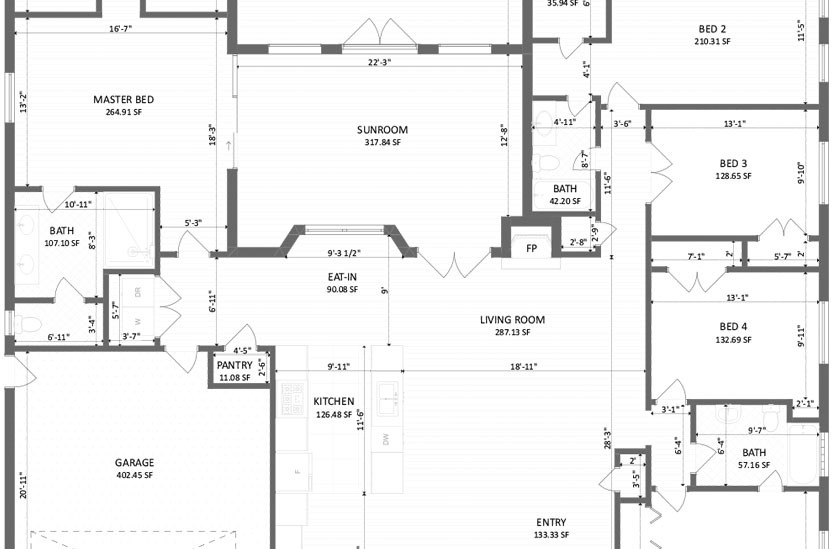 35.94 SF
6'
16'-7"
BED 2
210.31 SF
11'-5"
22'-3"
4'-1"
MASTER BED
264.91 SF
13'-2"
18'-3"
SUNROOM
317.84 SF
12'-8"
4'-11"
3'-6"
13'-1"
8'-7"
11'-6"
BED 3
128.65 SF
9'-10"
BATH
42.20 SF
10'-11"
5'-3"
BATH
107.10 SF
8'-3"
FP
2'-8"
2'-9"
9'-3 1/2"
7'-1"
2'
5'-7"
2'
EAT-IN
90.08 SF
9'
6'-11"
DR
W
5'-7"
3'-7"
3'-4"
6'-11"
13'-1"
BED 4
132.69 SF
9'-11"
LIVING ROOM
287.13 SF
4'-5"
PANTRY
11.08 SF
2'-6"
9'-11"
18'-11"
KITCHEN
126.48 SF
11'-6"
DW
F
2'-1"
3'-1"
6'-4"
6'-4"
9'-7"
BATH
57.16 SF
28'-3"
2'
3'-5"
GARAGE
402.45 SF
20'-11"
ENTRY
133.33 SF